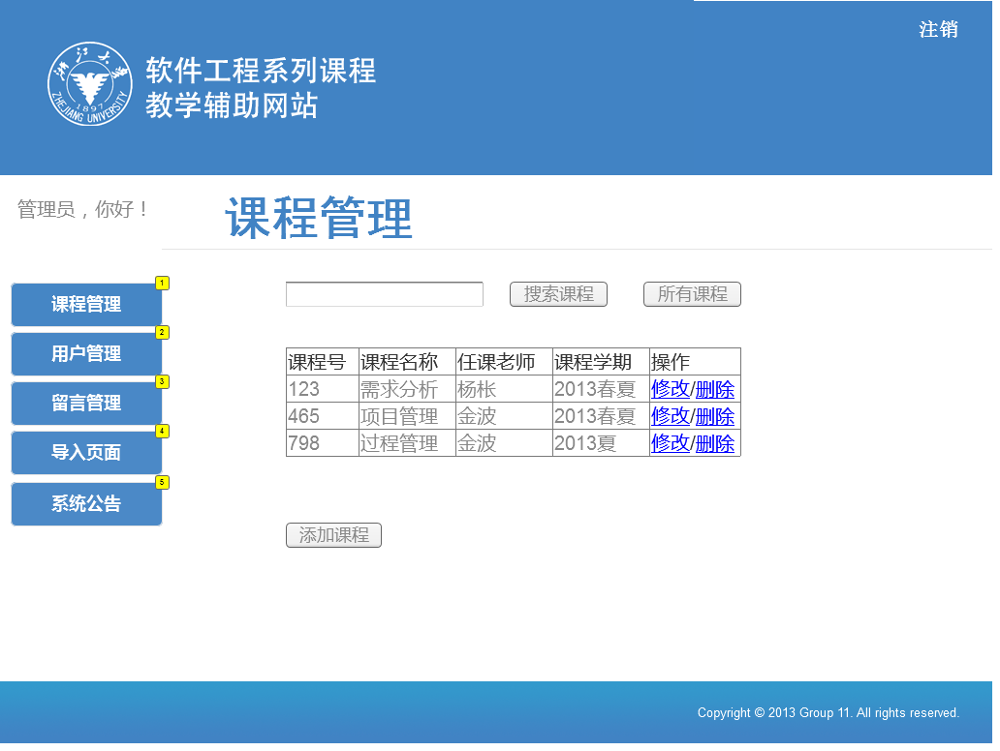 注销
浙江大学
1897
ZHEJIANG UNIVERSITY
软件工程系列课程
教学辅助网站
管理员，你好！
课程管理
课程管理 1
用户管理 2
留言管理 3
导入页面 4
系统公告 5
搜索课程 所有课程
课程号 课程名称 任课老师 课程学期 操作
123 需求分析 杨枨 2013春夏 修改/删除
465 项目管理 金波 2013春夏 修改/删除
798 过程管理 金波 2013夏 修改/删除
添加课程
Copyright © 2013 Group 11. All rights reserved.